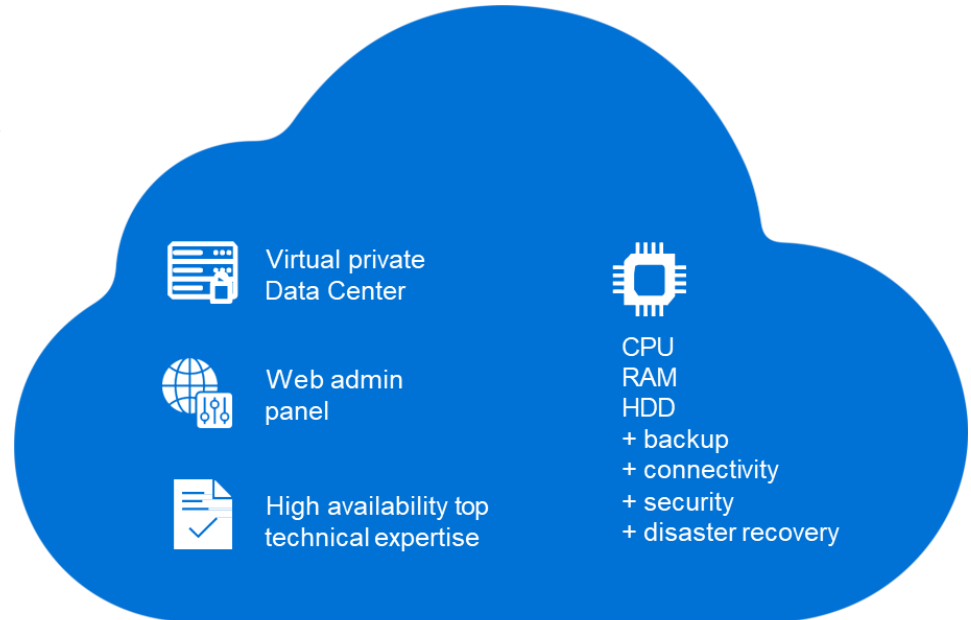 Virtual private
Data Center
Web admin
panel
High availability top
technical expertise
CPU
RAM
HDD
+ backup
+ connectivity
+ security
+ disaster recovery